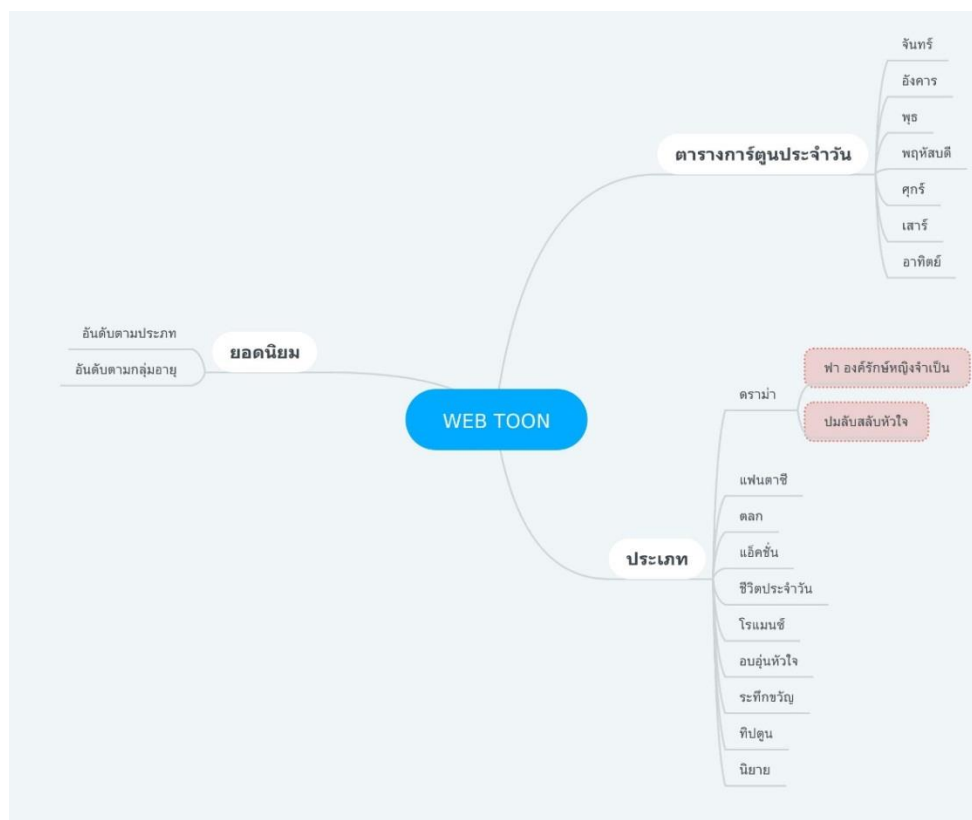 WEB TOON
ตารางการ์ตูนประจำวัน
จันทร์
อังคาร
พุธ
พฤหัสบดี
ศุกร์
เสาร์
อาทิตย์
ยอดนิยม
อันดับตามประภท
อันดับตามกลุ่มอายุ
ประเภท
ดราม่า
ฟา องค์รักษ์หญิงจำเป็น
ปมลับสลับหัวใจ
แฟนตาซี
ตลก
แอ็คชั่น
ชีวิตประจำวัน
โรแมนซ์
อบอุ่นหัวใจ
ระทึกขวัญ
ทิปตูน
นิยาย